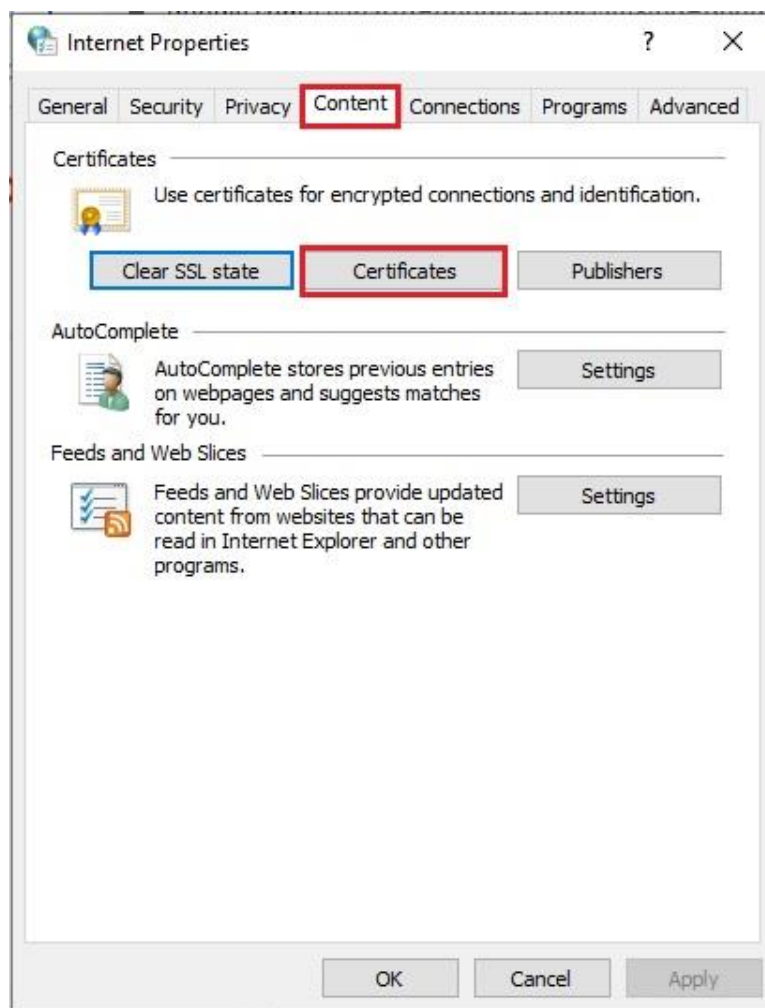 Internet Properties
?
General Security Privacy Content Connections Programs Advanced
Certificates
Use certificates for encrypted connections and identification.
Clear SSL state Certificates Publishers
AutoComplete
AutoComplete stores previous entries
on webpages and suggests matches
for you.
Settings
Feeds and Web Slices
Feeds and Web Slices provide updated
content from websites that can be
read in Internet Explorer and other
programs.
Settings
OK Cancel Apply